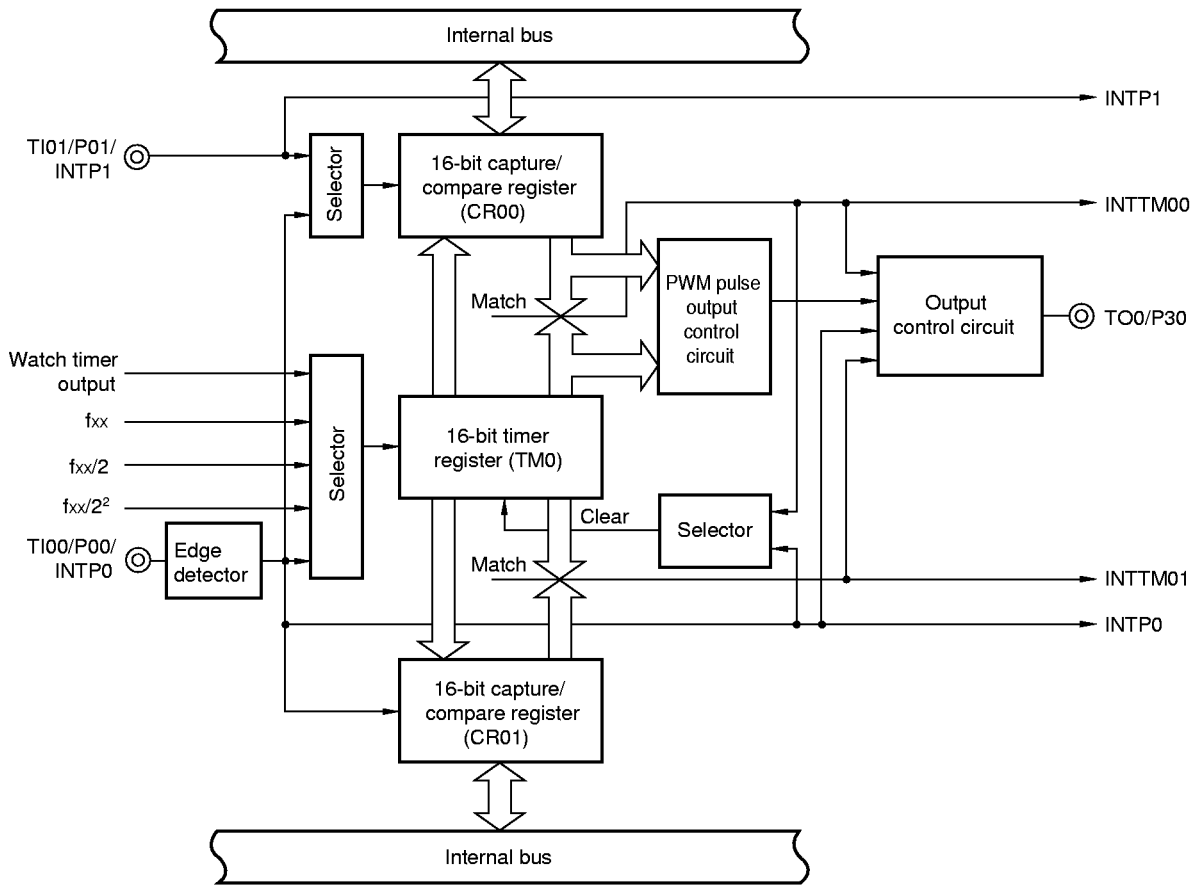 Internal bus
INTP1
TI01/P01/
INTP1
Selector
16-bit capture/
compare register
(CR00)
INTTM00
Match
PWM pulse
output
control
circuit
Output
control circuit
TO0/P30
Watch timer
output
fxx
fxx/2
fxx/2²
Selector
16-bit timer
register (TM0)
Clear
Selector
TI00/P00/
INTP0
Edge
detector
Match
INTTM01
INTP0
16-bit capture/
compare register
(CR01)
Internal bus